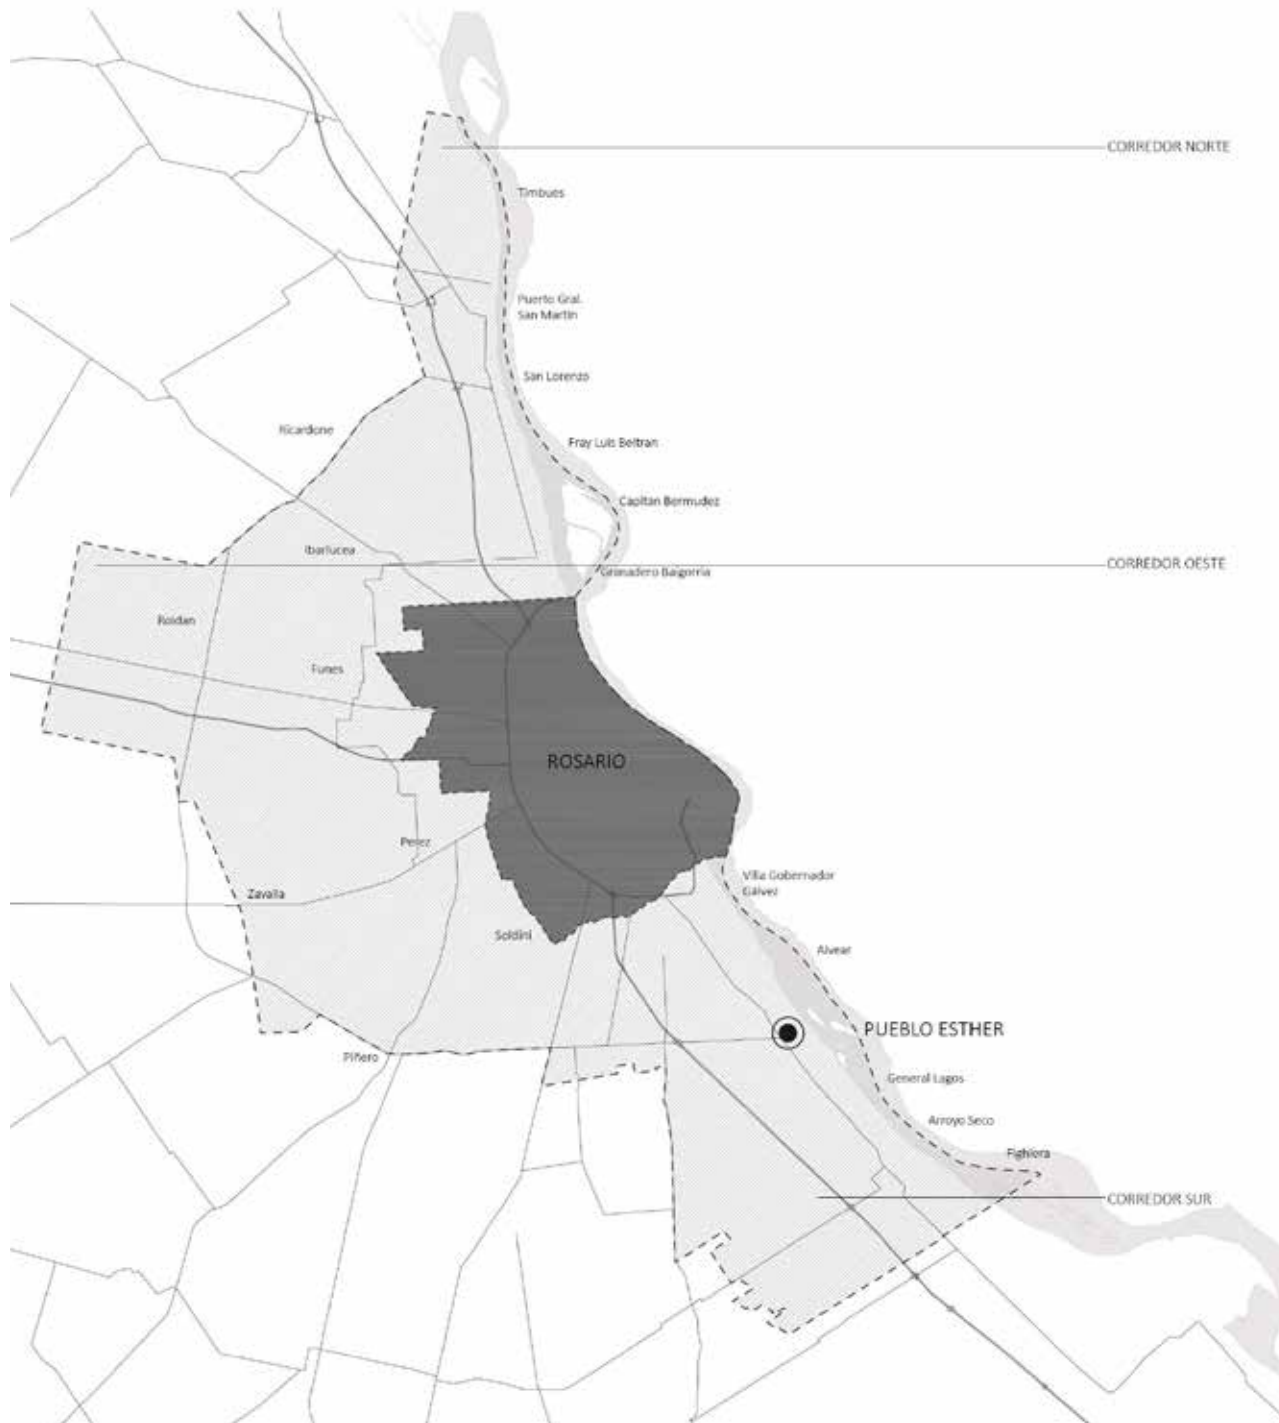 CORREDOR NORTE
Timbues
Puerto Gral.
San Martin
San Lorenzo
Ricardone
Fray Luis Beltran
Capitan Bermudez
Ibarlucea
CORREDOR OESTE
Granadero Baigorria
Roldan
Funes
ROSARIO
Perez
Villa Gobernador
Gálvez
Zavalla
Soldini
Alvear
PUEBLO ESTHER
Piñero
General Lagos
Arroyo Seco
Fighiera
CORREDOR SUR